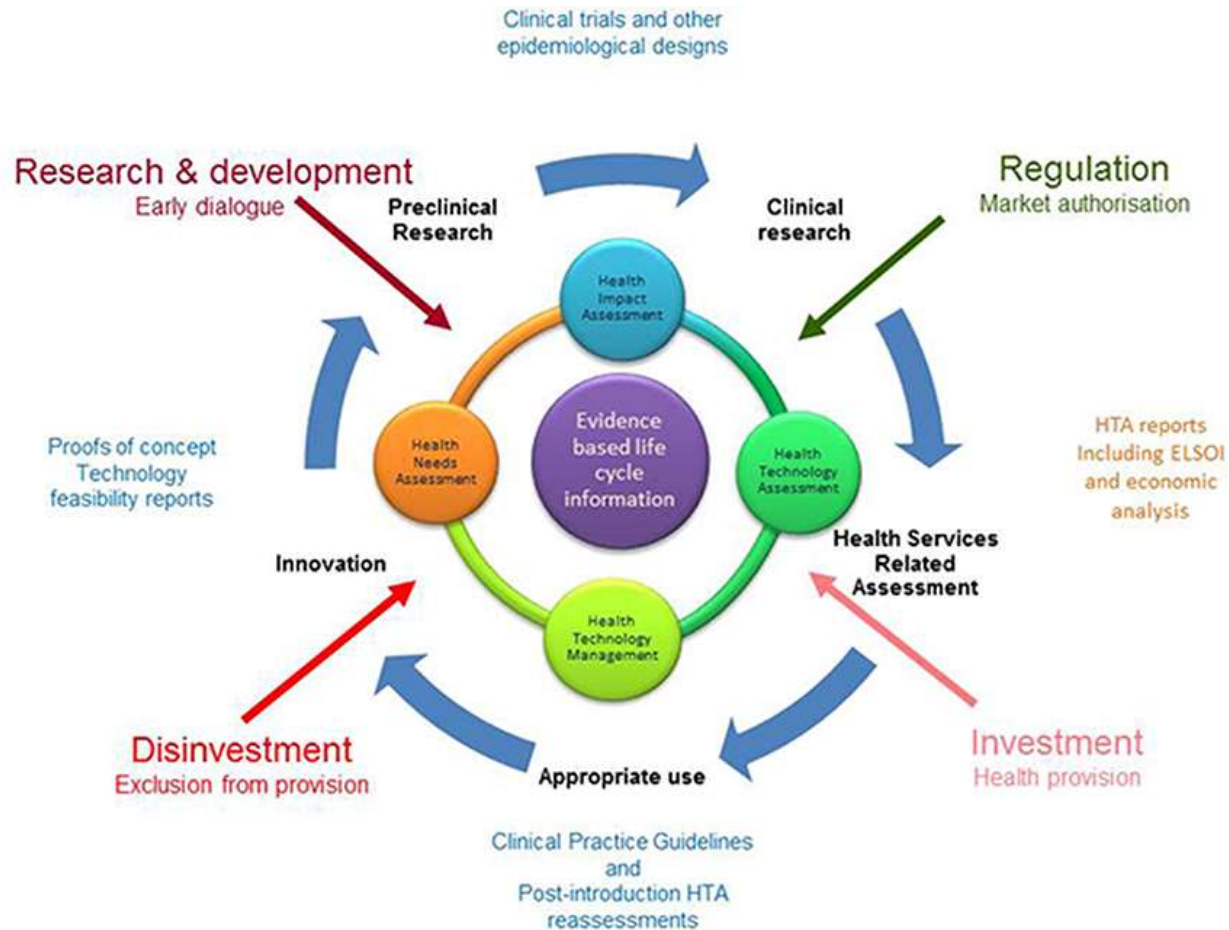 Clinical trials and other
epidemiological designs
Research & development
Early dialogue
Preclinical
Research
Clinical
research
Regulation
Market authorisation
Health
Impact
Assessment
Proofs of concept
Technology
feasibility reports
Health
Needs
Assessment
Evidence
based life
cycle
information
Health
Technology
Assessment
HTA reports
Including ELSOI
and economic
analysis
Innovation
Health Services
Related
Assessment
Health
Technology
Management
Disinvestment
Exclusion from provision
Appropriate use
Investment
Health provision
Clinical Practice Guidelines
and
Post-introduction HTA
reassessments